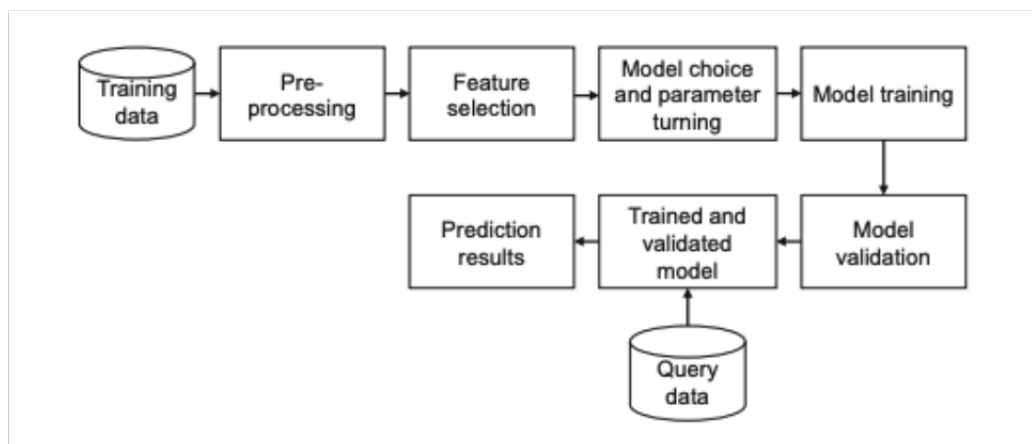 Training
data
Pre-
processing
Feature
selection
Model choice
and parameter
turning
Model training
Prediction
results
Trained and
validated
model
Model
validation
Query
data